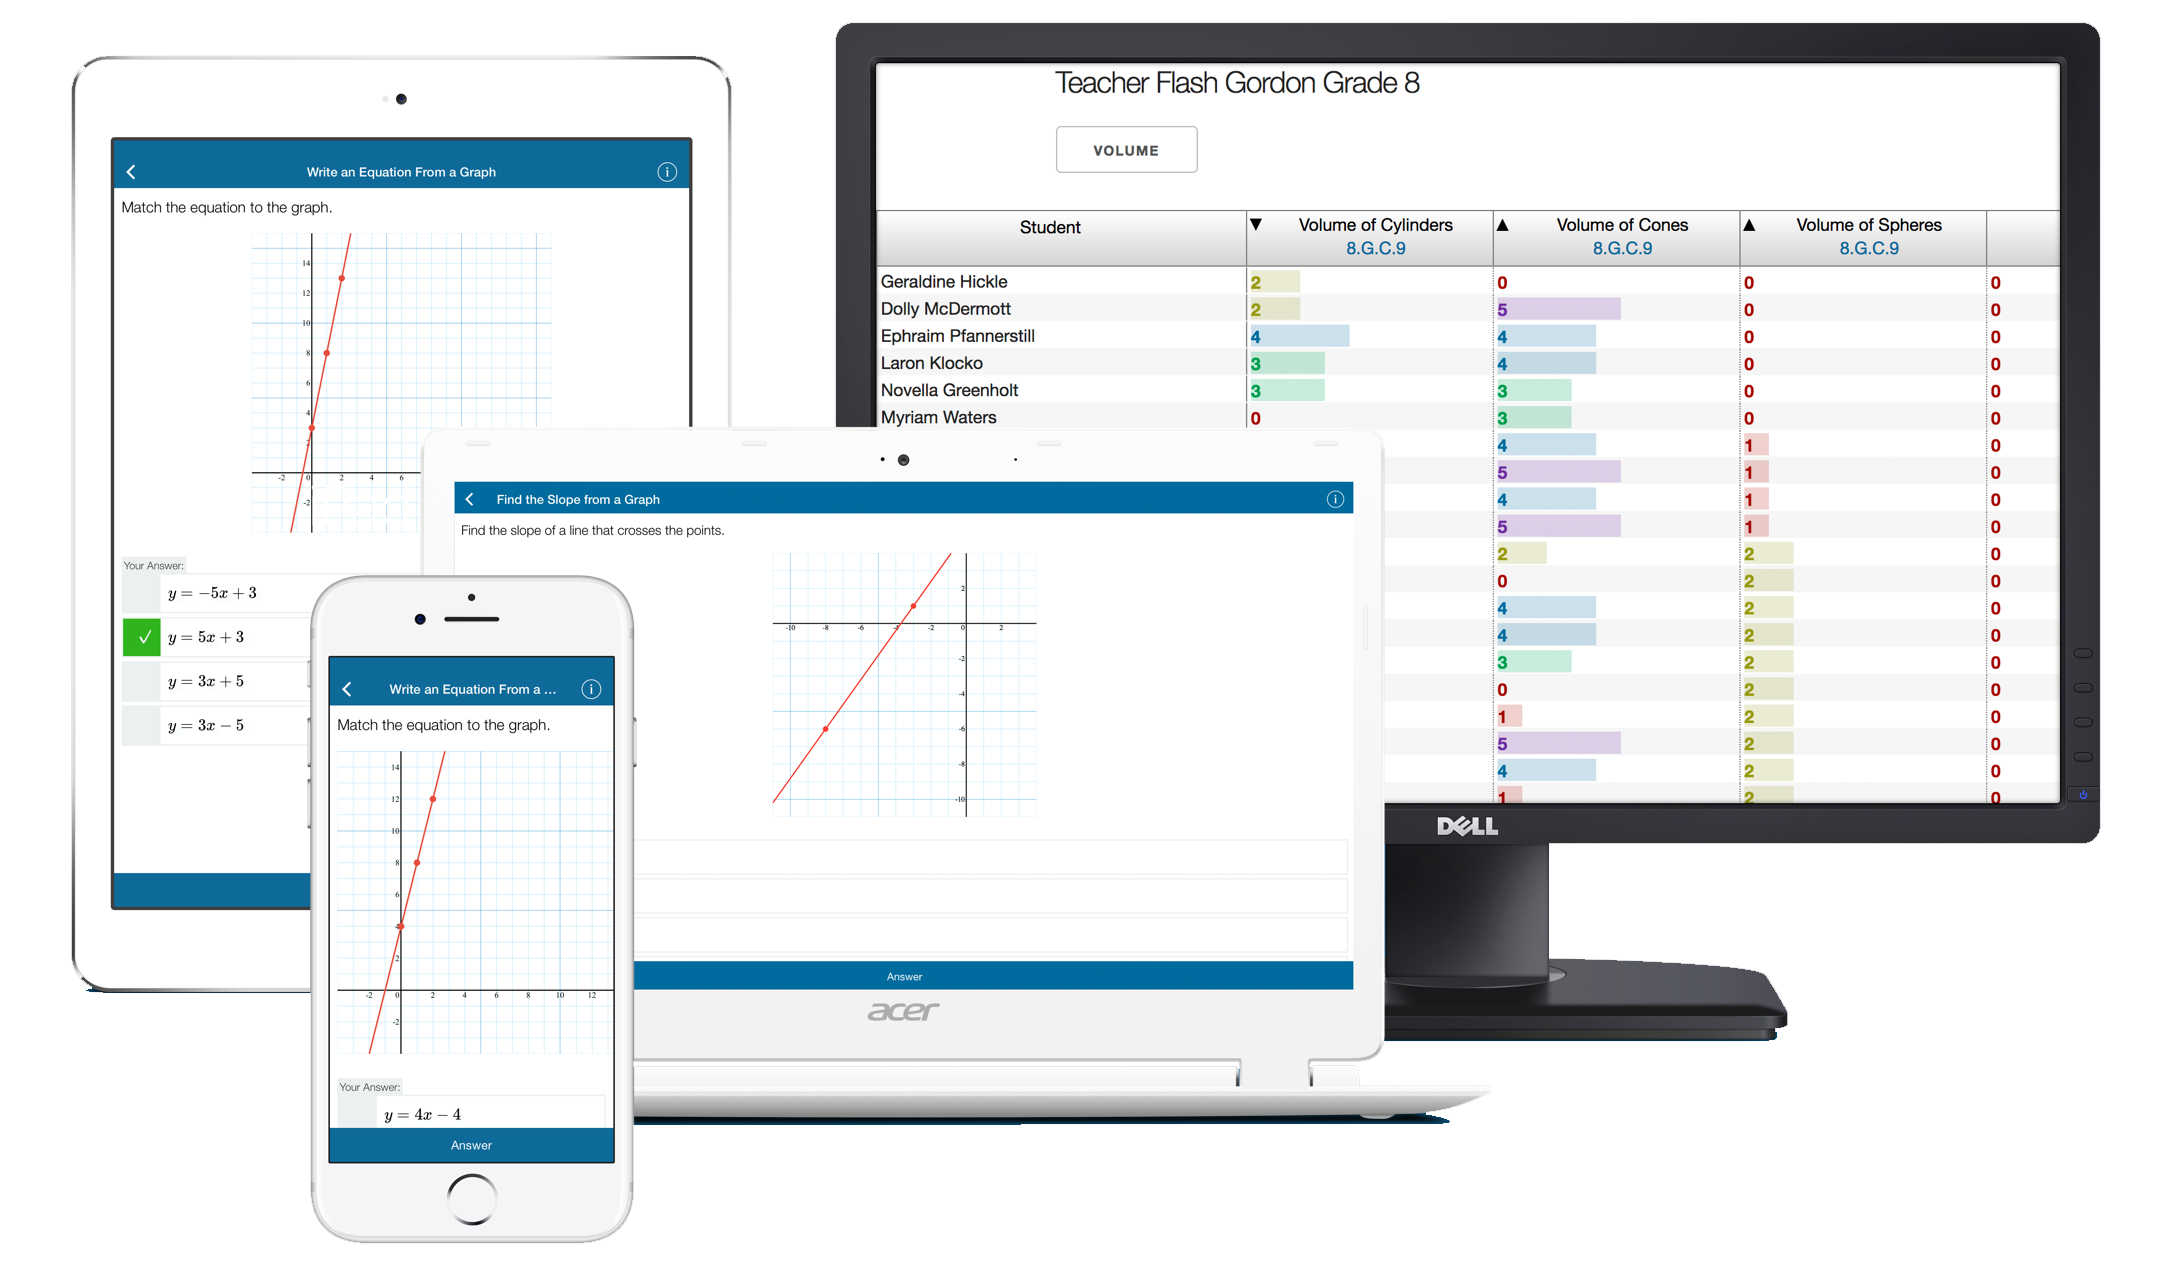 Write an Equation From a Graph
Match the equation to the graph.
14
12
10
8
6
4
2
-2 0 2 4 6
-2
Your Answer:
y = −5x + 3
y = 5x + 3
y = 3x + 5
y = 3x − 5
Teacher Flash Gordon Grade 8
VOLUME
Student ▼ Volume of Cylinders ▲ Volume of Cones ▲ Volume of Spheres
8.G.C.9 8.G.C.9 8.G.C.9
Geraldine Hickle 2 0 0 0
Dolly McDermott 2 5 0 0
Ephraim Pfannerstill 4 4 0 0
Laron Klocko 3 4 0 0
Novella Greenholt 3 3 0 0
Myriam Waters 0 3 0 0
4 1 0
5 1 0
4 1 0
5 1 0
2 2 0
0 2 0
4 2 0
4 2 0
3 2 0
0 2 0
1 2 0
5 2 0
4 2 0
1 2 0
DELL
Find the Slope from a Graph
Find the slope of a line that crosses the points.
2
-10 -8 -6 -4 -2 0 2
-2
-4
-6
-8
-10
Answer
acer
Write an Equation From a ...
Match the equation to the graph.
14
12
10
8
6
4
2
-2 0 2 4 6 8 10 12
-2
Your Answer:
y = 4x − 4
Answer